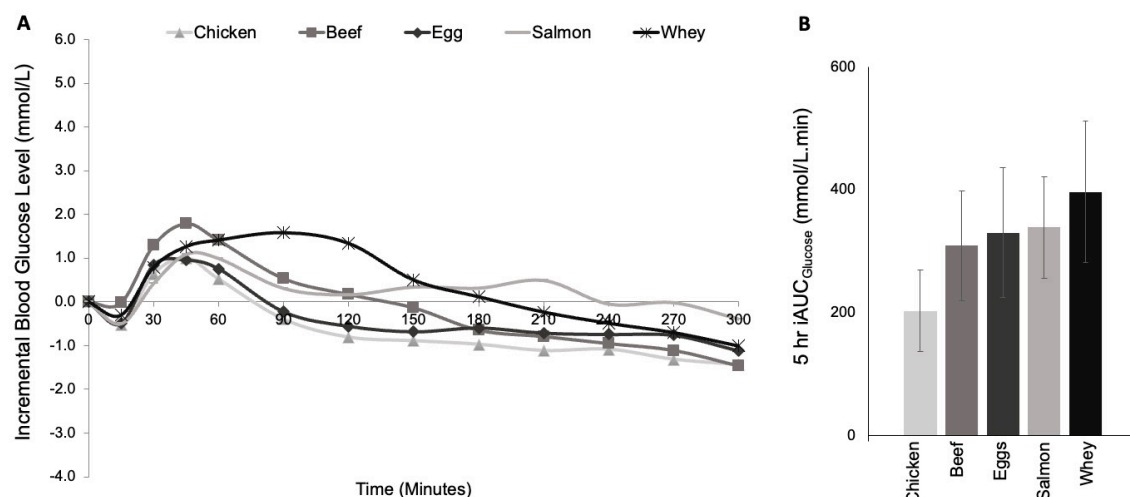 A
Chicken Beef Egg Salmon Whey
Incremental Blood Glucose Level (mmol/L)
6.0
5.0
4.0
3.0
2.0
1.0
0.0
-1.0
-2.0
-3.0
-4.0
0 30 60 90 120 150 180 210 240 270 300
Time (Minutes)
B
5 hr iAUCGlucose (mmol/L.min)
600
400
200
0
Chicken
Beef
Eggs
Salmon
Whey